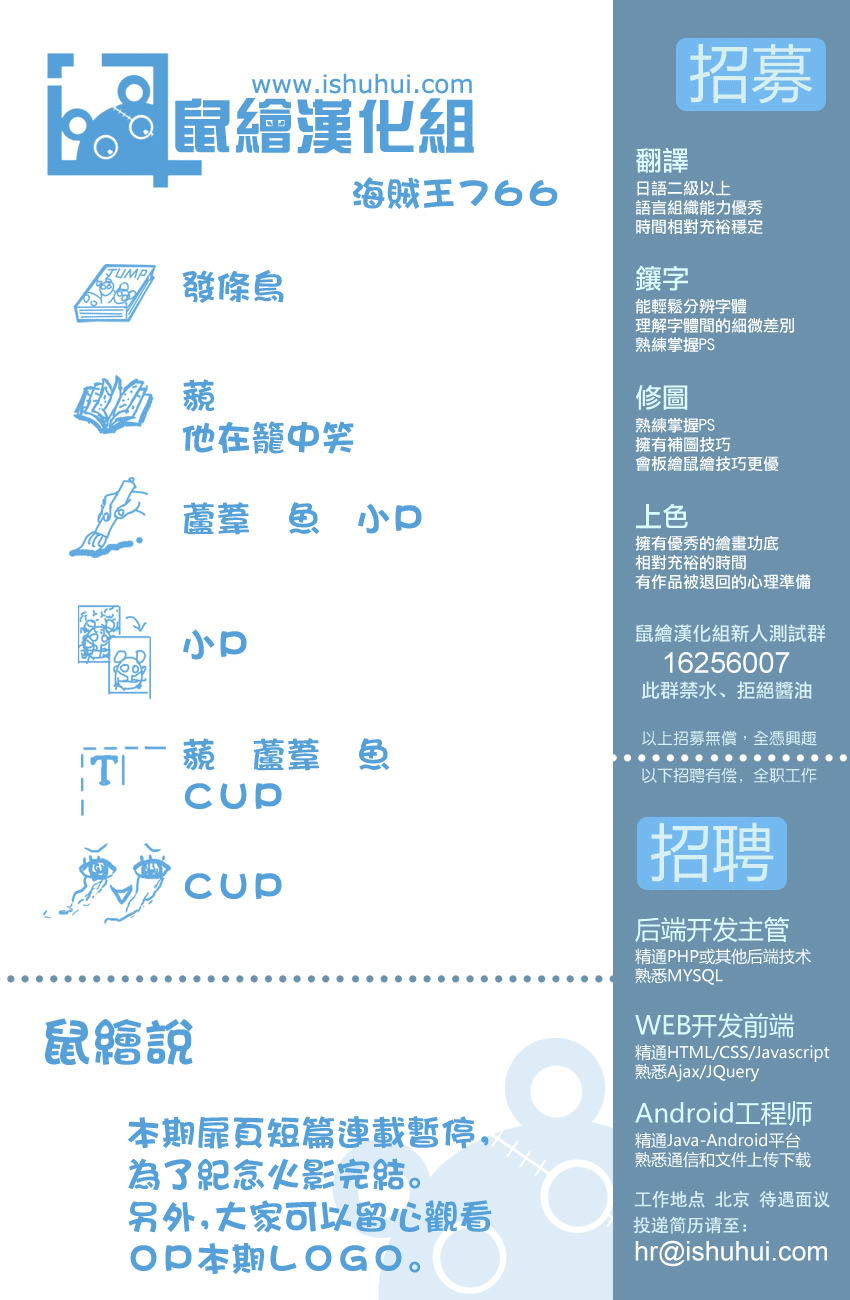 www.ishuhui.com
鼠繪漢化組
海賊王766
JUMP
發條鳥
藐
他在籠中笑
蘆葦 魚 小P
小P
T
藐 蘆葦 魚
CUP
CUP
鼠繪說
本期扉頁短篇連載暫停,
為了紀念火影完結。
另外,大家可以留心觀看
OP本期LOGO。
招募
翻譯
日語二級以上
語言組織能力優秀
時間相對充裕穩定
鑲字
能輕鬆分辨字體
理解字體間的細微差別
熟練掌握PS
修圖
熟練掌握PS
擁有補圖技巧
會板繪鼠繪技巧更優
上色
擁有優秀的繪畫功底
相對充裕的時間
有作品被退回的心理準備
鼠繪漢化組新人測試群
16256007
此群禁水、拒絕醬油
以上招募無償，全憑興趣
以下招聘有偿，全职工作
招聘
后端开发主管
精通PHP或其他后端技术
熟悉MYSQL
WEB开发前端
精通HTML/CSS/Javascript
熟悉Ajax/JQuery
Android工程师
精通Java-Android平台
熟悉通信和文件上传下载
工作地点 北京 待遇面议
投递简历请至：
hr@ishuhui.com